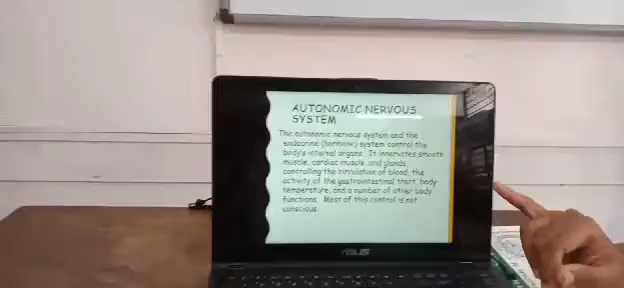 AUTONOMIC NERVOUS
SYSTEM
The autonomic nervous system and the
endocrine (hormone) system control the
body's internal organs. It innervates smooth
muscle, cardiac muscle, and glands,
controlling the circulation of blood, the
activity of the gastrointestinal tract, body
temperature, and a number of other body
functions. Most of this control is not
conscious.
ASUS